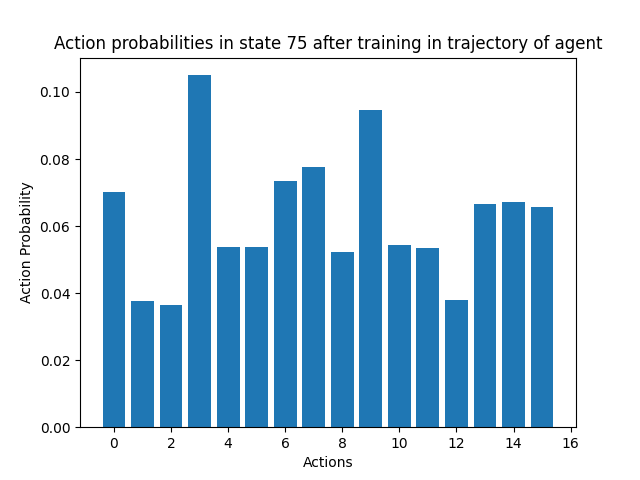 Action probabilities in state 75 after training in trajectory of agent
0.10
0.08
0.06
0.04
0.02
0.00
Action Probability
0 2 4 6 8 10 12 14 16
Actions